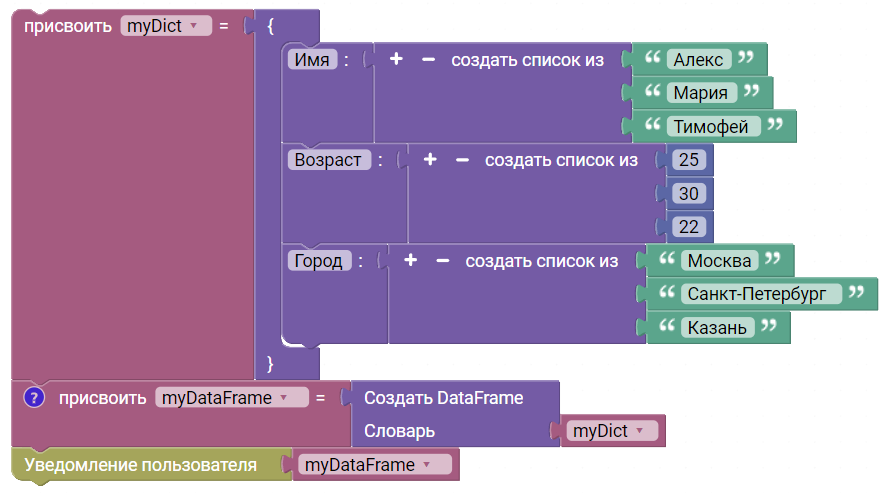 присвоить myDict = {
Имя : + − создать список из “ Алекс ”
“ Мария ”
“ Тимофей ”
Возраст : + − создать список из 25
30
22
Город : + − создать список из “ Москва ”
“ Санкт-Петербург ”
“ Казань ”
}
? присвоить myDataFrame = Создать DataFrame
Словарь myDict
Уведомление пользователя myDataFrame